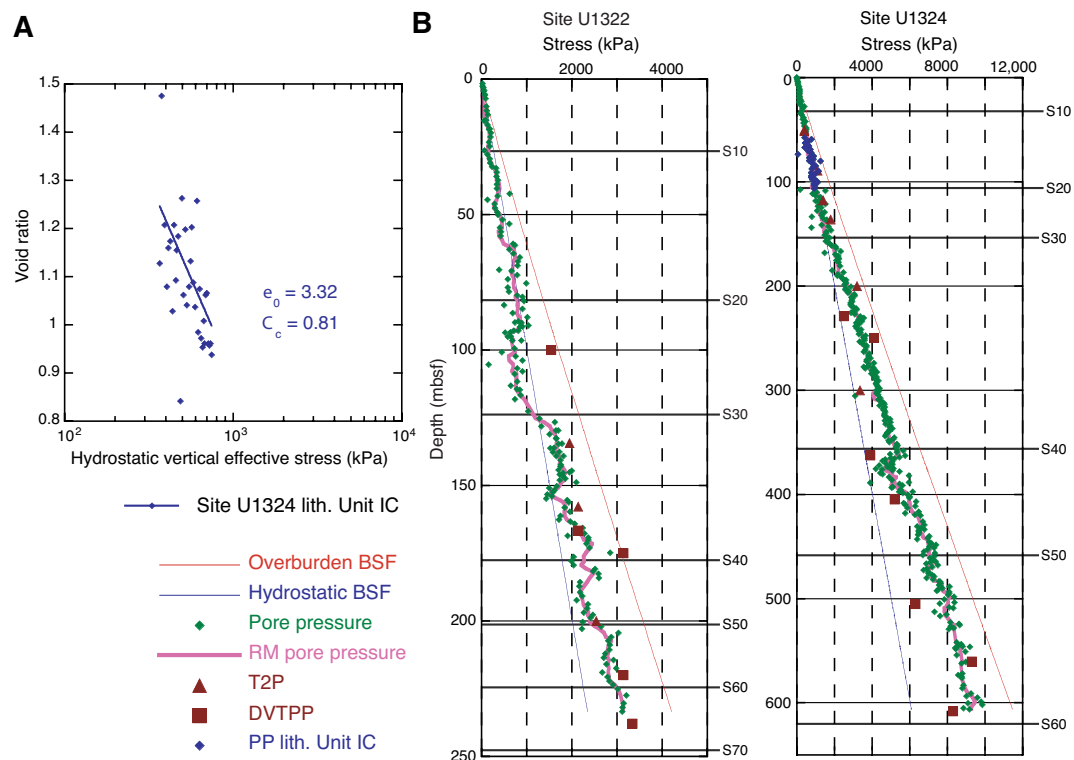 A
Void ratio
1.5
1.4
1.3
1.2
1.1
1
0.9
0.8
10² 10³ 10⁴
Hydrostatic vertical effective stress (kPa)
e₀ = 3.32
C_c = 0.81
Site U1324 lith. Unit IC
Overburden BSF
Hydrostatic BSF
Pore pressure
RM pore pressure
T2P
DVTPP
PP lith. Unit IC
B
Site U1322
Stress (kPa)
0 2000 4000
Depth (mbsf)
0
50
100
150
200
250
S10
S20
S30
S40
S50
S60
S70
Site U1324
Stress (kPa)
0 4000 8000 12,000
0
100
200
300
400
500
600
S10
S20
S30
S40
S50
S60